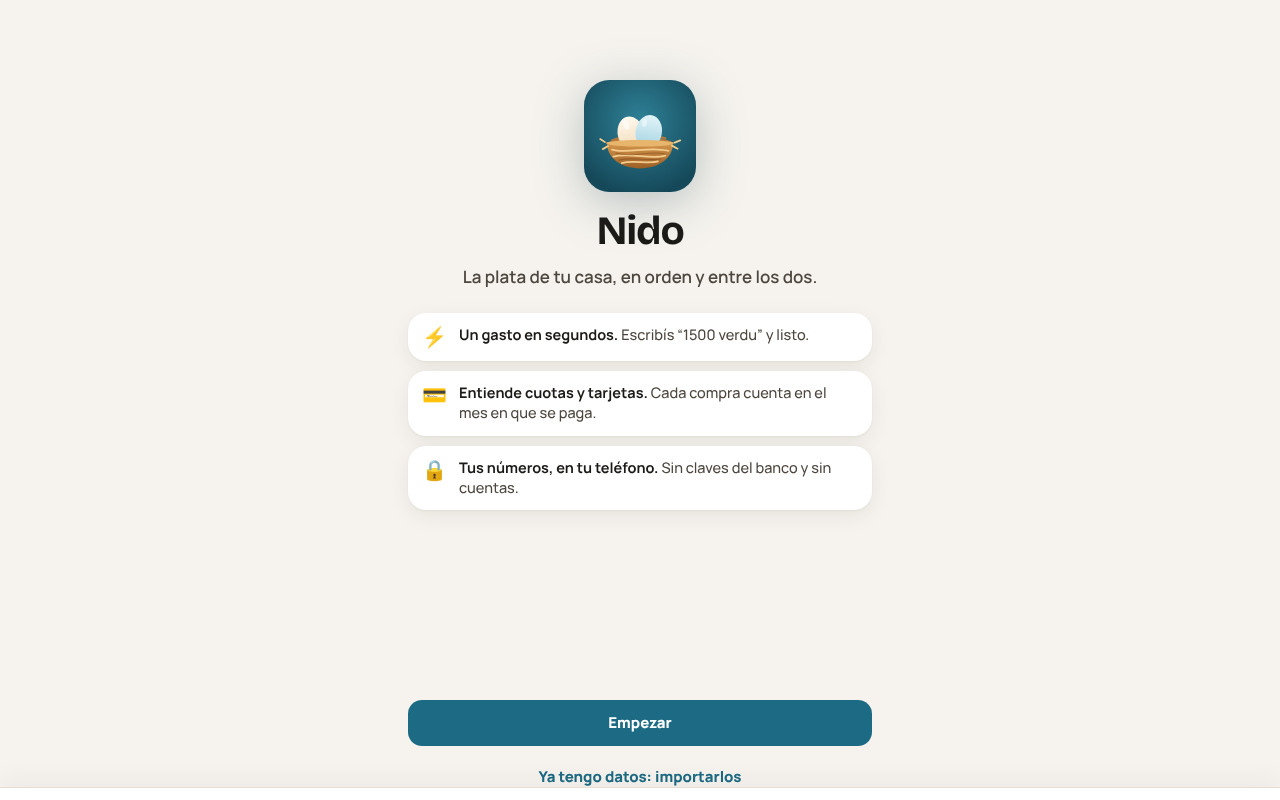 Nido
La plata de tu casa, en orden y entre los dos.
Un gasto en segundos. Escribís “1500 verdu” y listo.
Entiende cuotas y tarjetas. Cada compra cuenta en el
mes en que se paga.
Tus números, en tu teléfono. Sin claves del banco y sin
cuentas.
Empezar
Ya tengo datos: importarlos